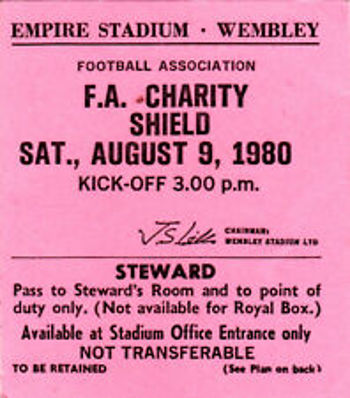 EMPIRE STADIUM · WEMBLEY
FOOTBALL ASSOCIATION
F.A. CHARITY
SHIELD
SAT., AUGUST 9, 1980
KICK-OFF 3.00 p.m.
CHAIRMAN:
WEMBLEY STADIUM LTD
STEWARD
Pass to Steward's Room and to point of
duty only. (Not available for Royal Box.)
Available at Stadium Office Entrance only
NOT TRANSFERABLE
TO BE RETAINED (See Plan on back)